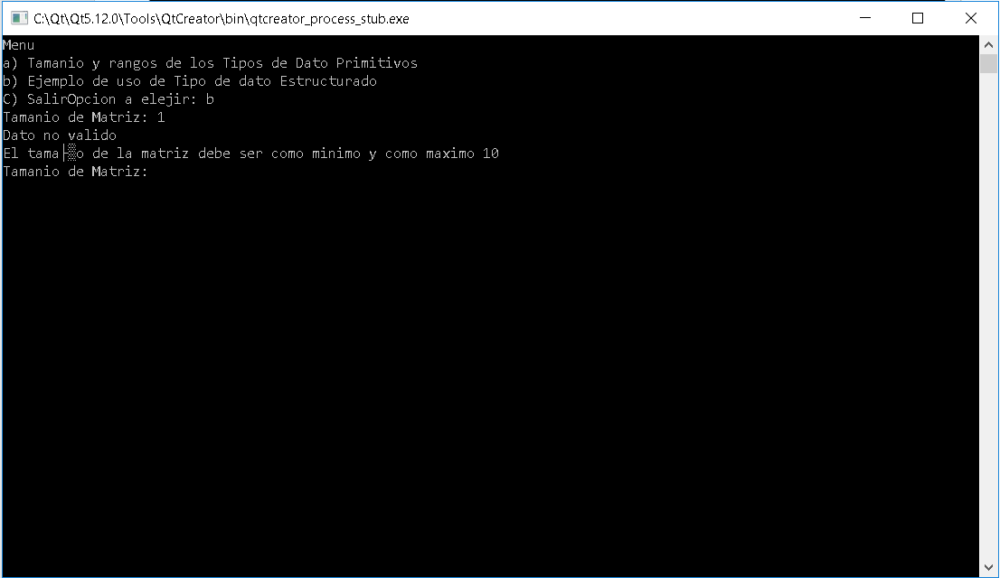 C:\Qt\Qt5.12.0\Tools\QtCreator\bin\qtcreator_process_stub.exe
Menu
a) Tamanio y rangos de los Tipos de Dato Primitivos
b) Ejemplo de uso de Tipo de dato Estructurado
C) SalirOpcion a elejir: b
Tamanio de Matriz: 1
Dato no valido
El tama├▒o de la matriz debe ser como minimo y como maximo 10
Tamanio de Matriz: